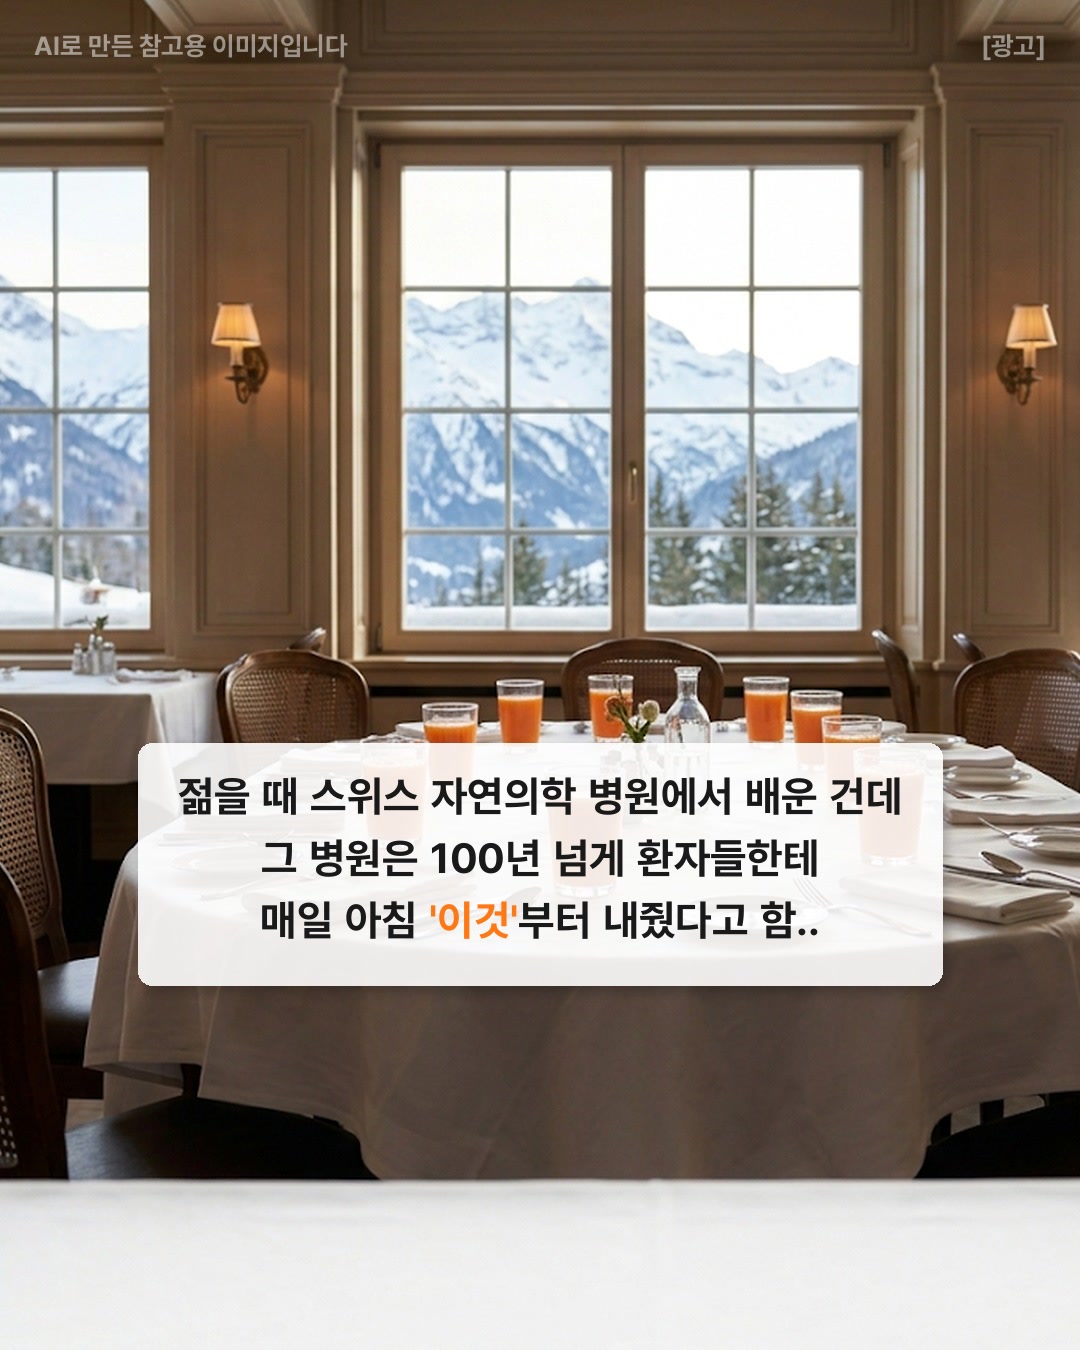 AI로 만든 참고용 이미지입니다
[광고]
젊을 때 스위스 자연의학 병원에서 배운 건데
그 병원은 100년 넘게 환자들한테
매일 아침 '이것'부터 내줬다고 함..